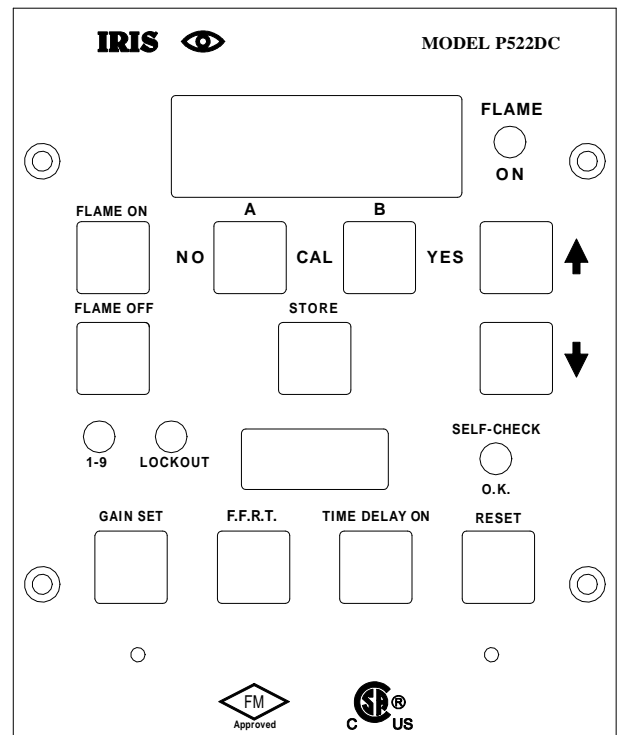 IRIS MODEL P522DC
FLAME
ON
FLAME ON A B
NO CAL YES
FLAME OFF STORE
SELF-CHECK
1-9 LOCKOUT
O.K.
GAIN SET F.F.R.T. TIME DELAY ON RESET
FM
Approved
C SA ® US